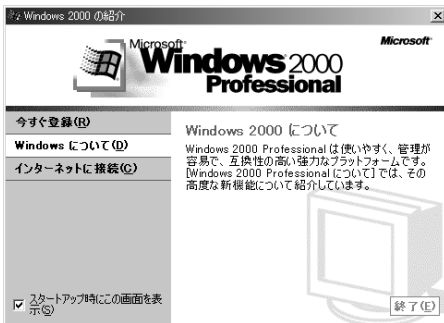 Windows 2000 の紹介
Microsoft
Windows 2000
Professional
Microsoft
今すぐ登録(R)
Windows について(D)
インターネットに接続(C)
Windows 2000 について
Windows 2000 Professional は使いやすく、管理が
容易で、互換性の高い強力なプラットフォームです。
[Windows 2000 Professional について] では、その
高度な新機能について紹介しています。
スタートアップ時にこの画面を表
示(S)
終了(E)